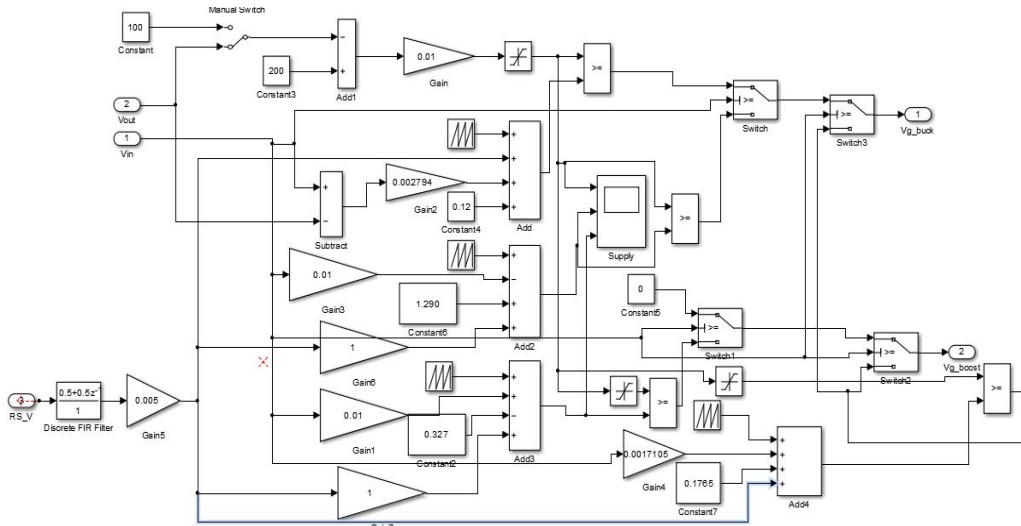 Manual Switch
100
Constant
200
Constant3
Add1
0.01
Gain
>=
>=
Switch
>=
Switch3
1
Vg_buck
2
Vout
1
Vin
+
-
Subtract
0.002794
Gain2
0.12
Constant4
Add
Supply
>=
0.01
Gain3
1.290
Constant6
Add2
0
Constant5
>=
Switch1
>=
Switch2
2
Vg_boost
>=
1
Gain6
0.01
Gain1
0.327
Constant2
Add3
>=
RS_V
0.5+0.5z
1
Discrete FIR Filter
0.005
Gain5
1
0.0017105
Gain4
0.1765
Constant7
Add4